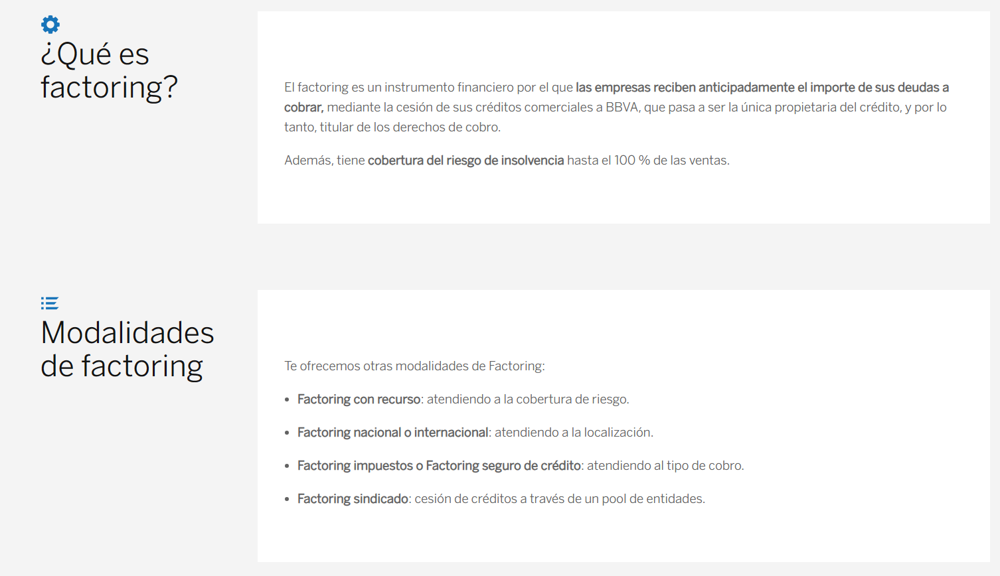 ¿Qué es
factoring?
El factoring es un instrumento financiero por el que las empresas reciben anticipadamente el importe de sus deudas a
cobrar, mediante la cesión de sus créditos comerciales a BBVA, que pasa a ser la única propietaria del crédito, y por lo
tanto, titular de los derechos de cobro.
Además, tiene cobertura del riesgo de insolvencia hasta el 100 % de las ventas.
Modalidades
de factoring
Te ofrecemos otras modalidades de Factoring:
• Factoring con recurso: atendiendo a la cobertura de riesgo.
• Factoring nacional o internacional: atendiendo a la localización.
• Factoring impuestos o Factoring seguro de crédito: atendiendo al tipo de cobro.
• Factoring sindicado: cesión de créditos a través de un pool de entidades.